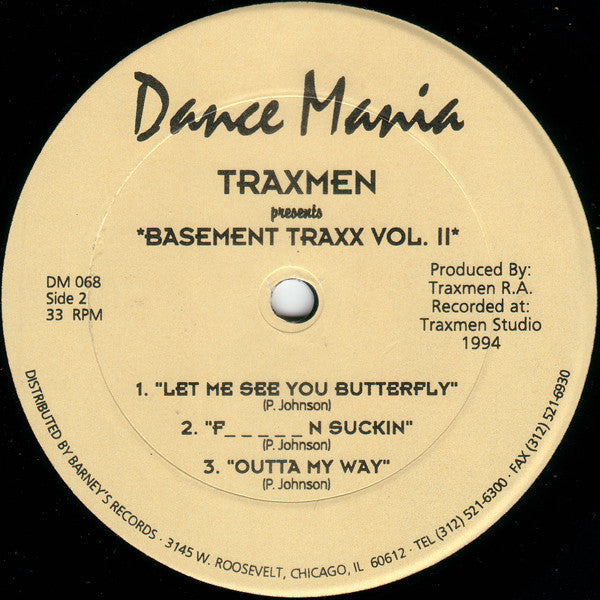 Dance Mania
TRAXMEN
presents
*BASEMENT TRAXX VOL. II*
DM 068
Side 2
33 RPM
Produced By:
Traxmen R.A.
Recorded at:
Traxmen Studio
1994
1. "LET ME SEE YOU BUTTERFLY"
(P. Johnson)
2. "F_ _ _ _ _ N SUCKIN"
(P. Johnson)
3. "OUTTA MY WAY"
(P. Johnson)
DISTRIBUTED BY BARNEY'S RECORDS · 3145 W. ROOSEVELT, CHICAGO, IL 60612 · TEL (312) 521-6300 · FAX (312) 521-6930